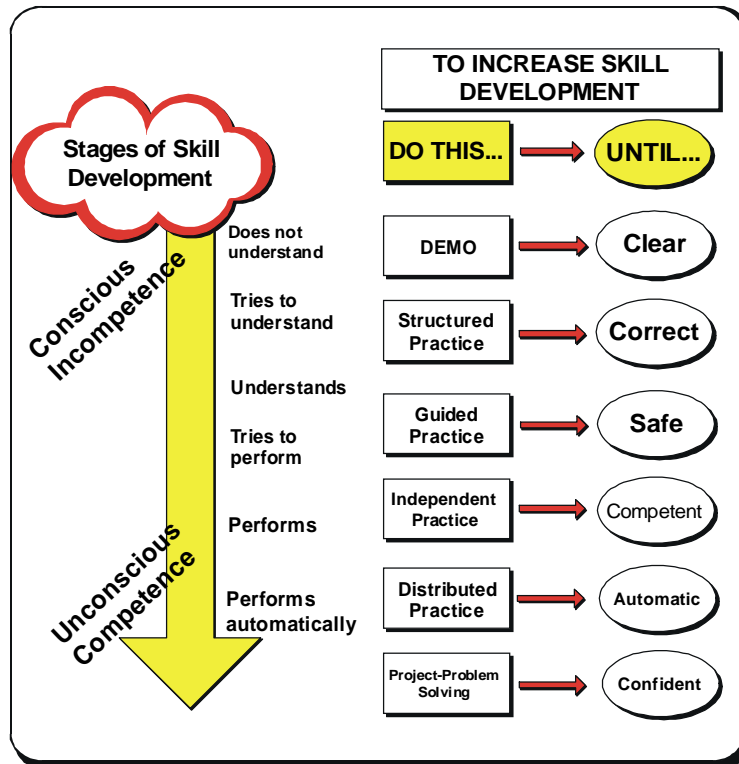 TO INCREASE SKILL
DEVELOPMENT
Stages of Skill
Development
DO THIS...
UNTIL...
Conscious
Incompetence
Unconscious
Competence
Does not
understand
Tries to
understand
Understands
Tries to
perform
Performs
Performs
automatically
DEMO
Clear
Structured
Practice
Correct
Guided
Practice
Safe
Independent
Practice
Competent
Distributed
Practice
Automatic
Project-Problem
Solving
Confident